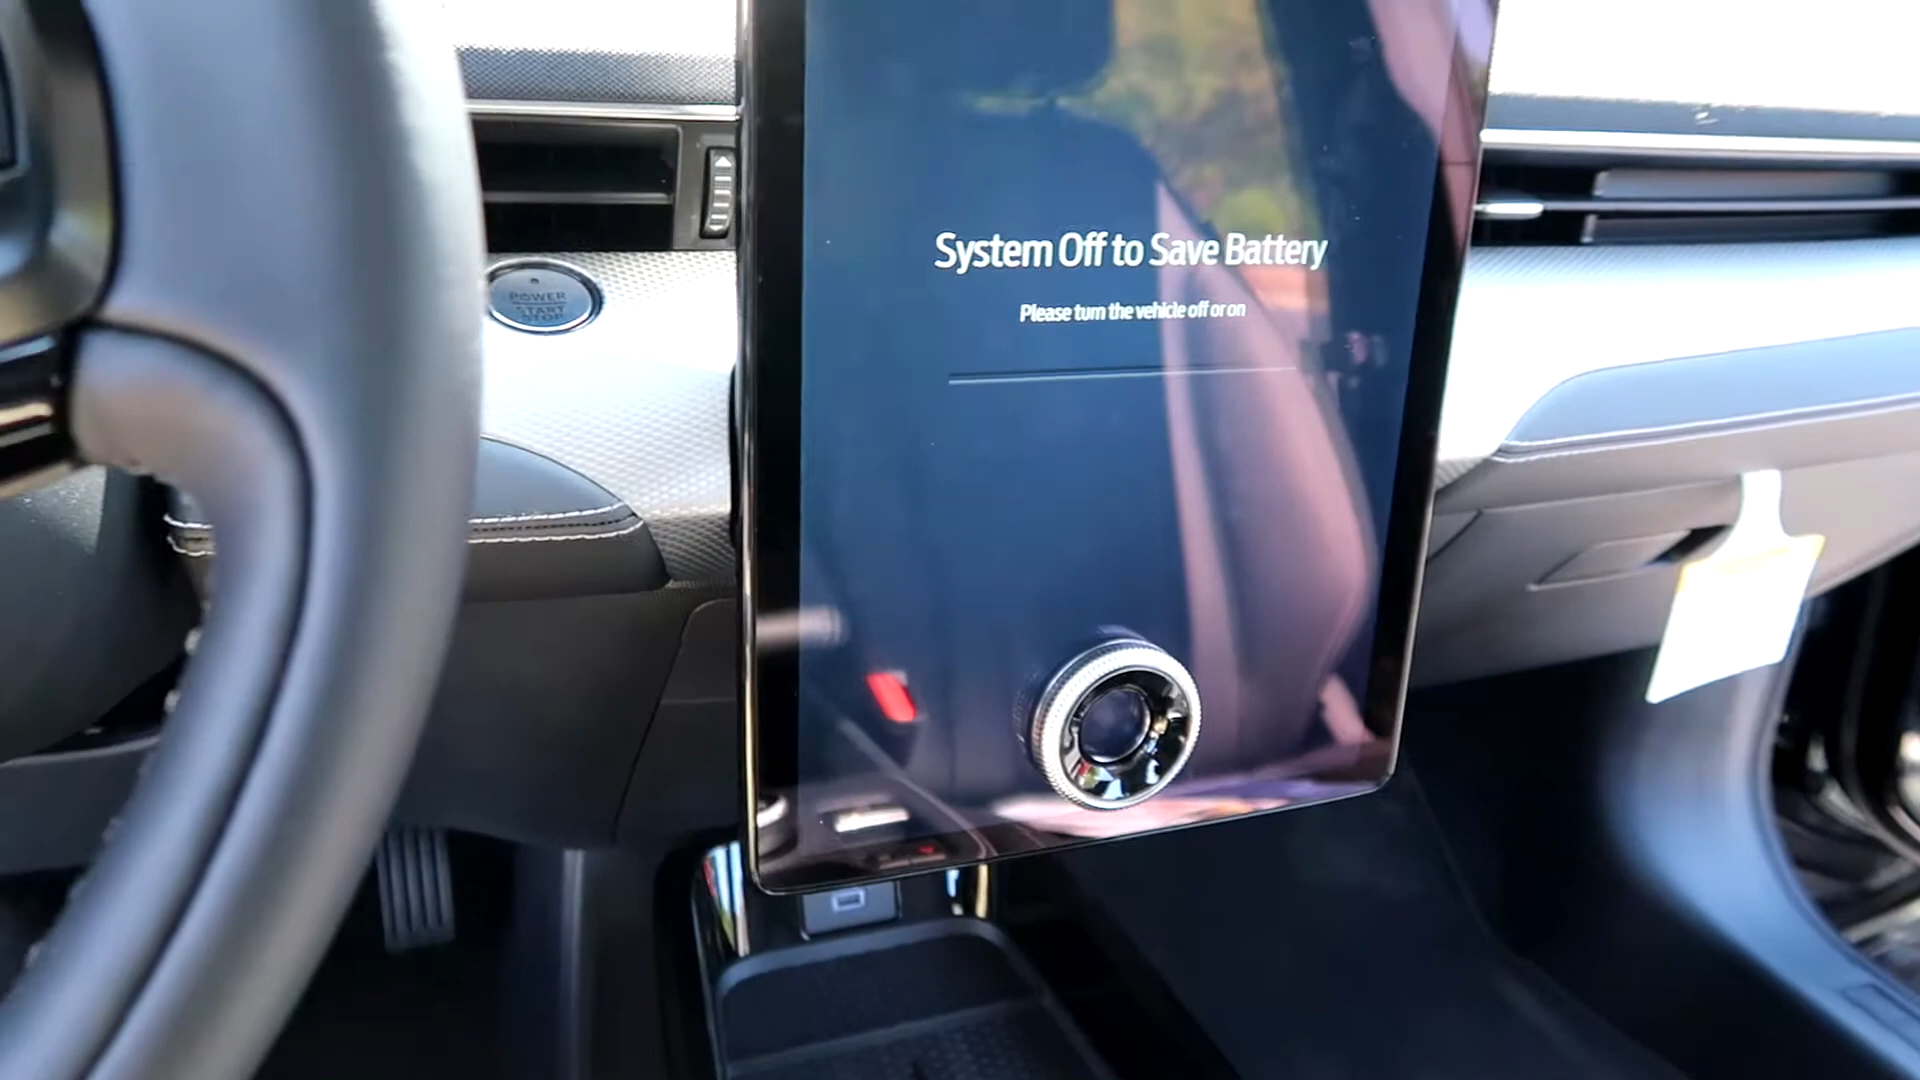 System Off to Save Battery
Please turn the vehicle off or on
POWER
START
STOP